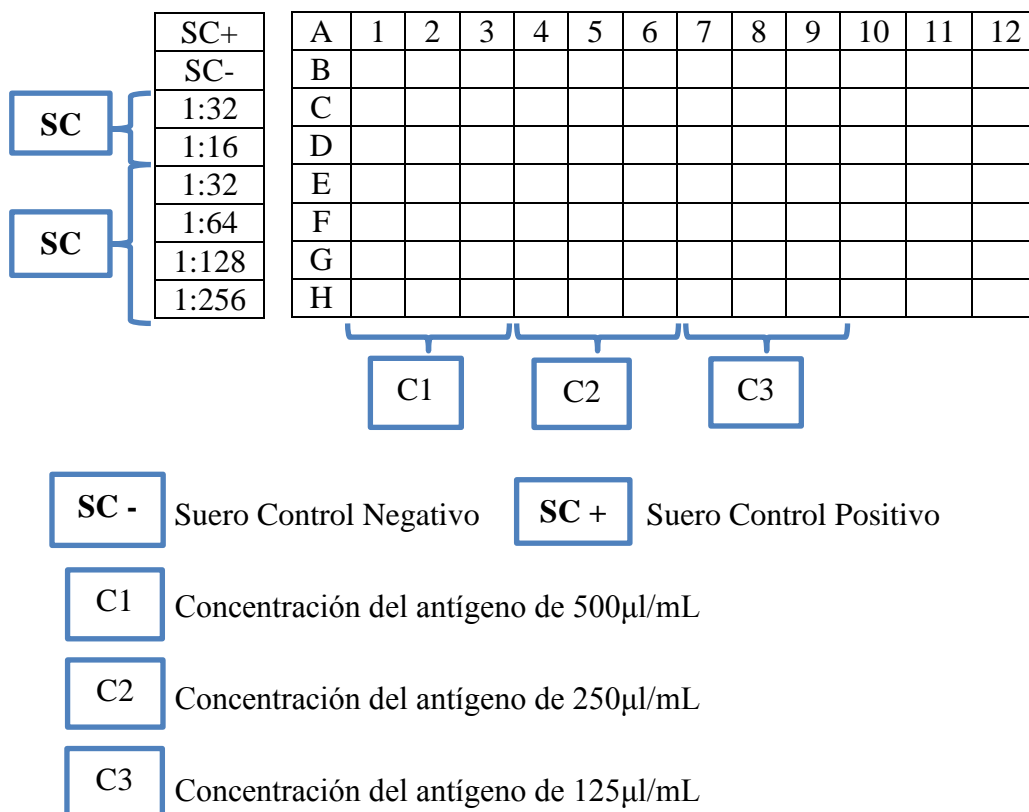 SC+ A 1 2 3 4 5 6 7 8 9 10 11 12
SC- B
1:32 C
SC
1:16 D
1:32 E
1:64 F
SC
1:128 G
1:256 H
C1 C2 C3
SC - Suero Control Negativo SC + Suero Control Positivo
C1 Concentración del antígeno de 500μl/mL
C2 Concentración del antígeno de 250μl/mL
C3 Concentración del antígeno de 125μl/mL